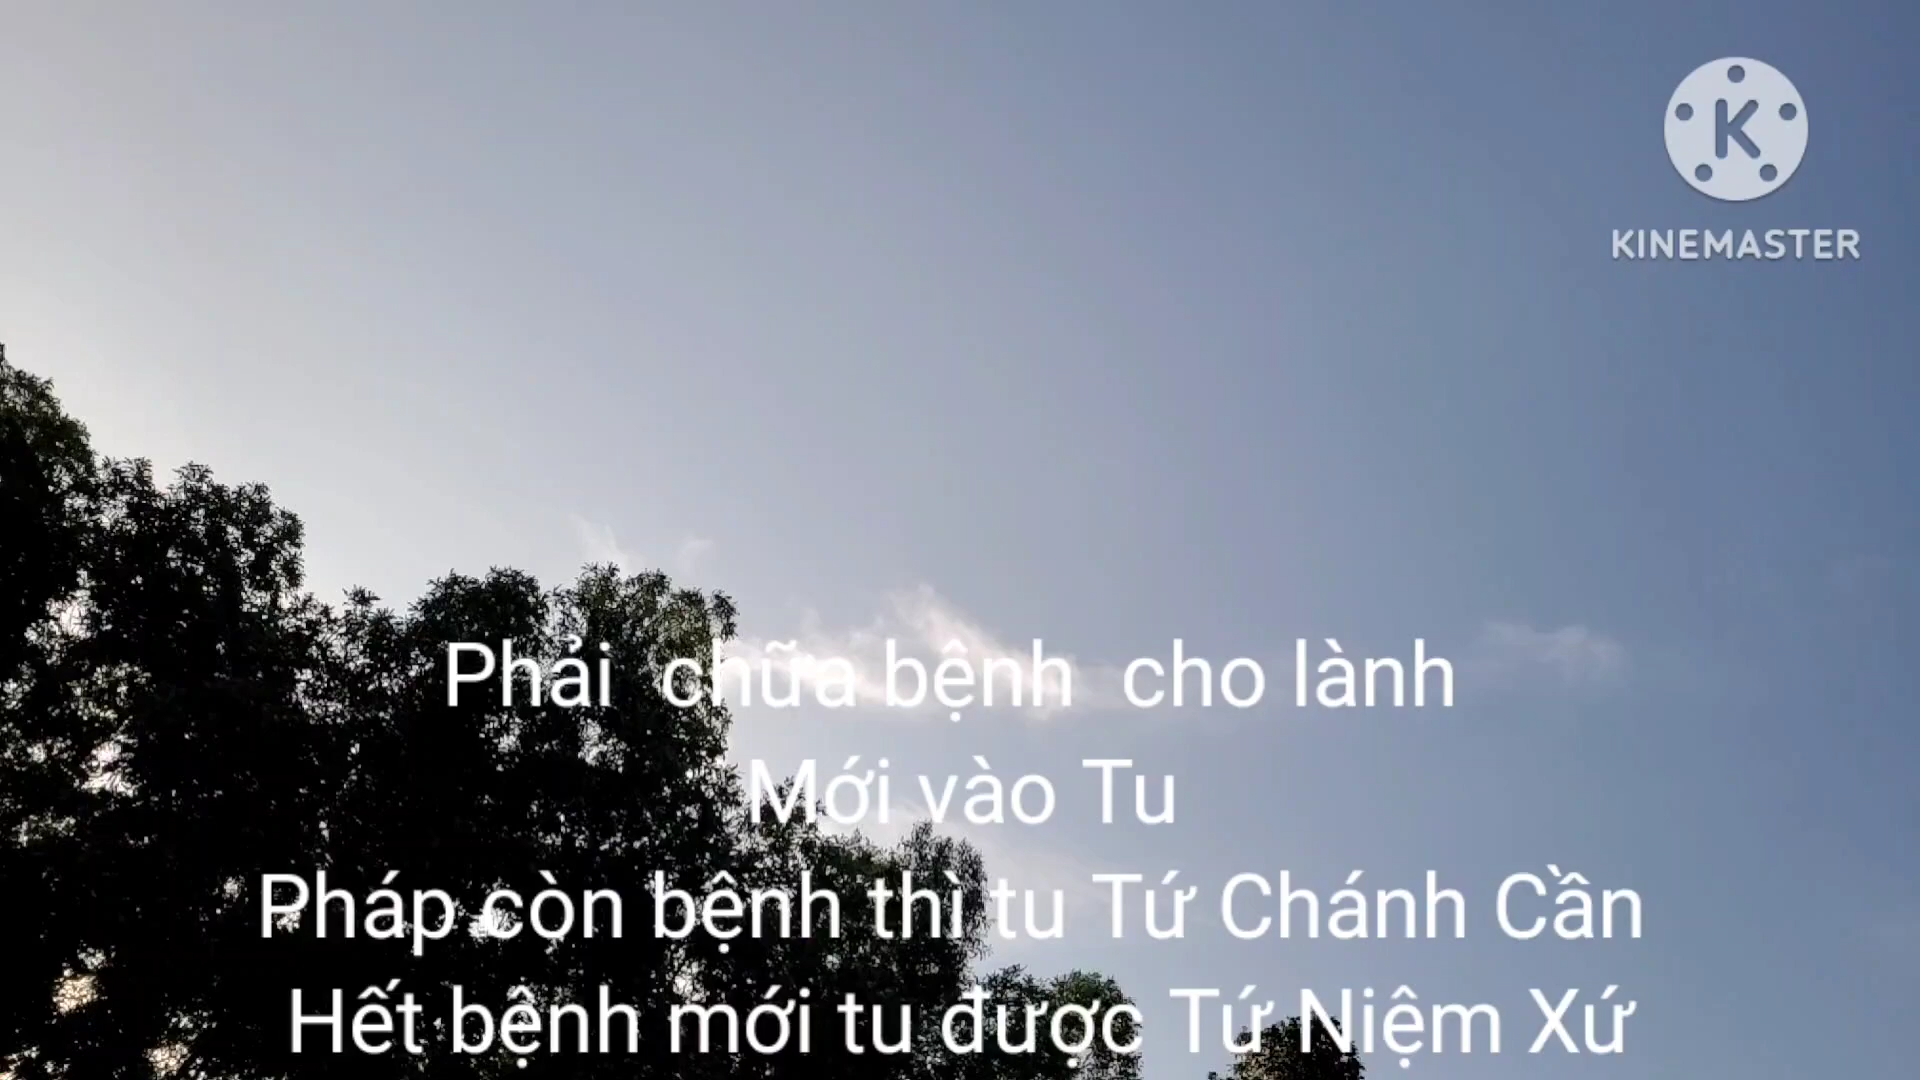 KINEMASTER
Phải chữa bệnh cho lành
Mới vào Tu
Pháp còn bệnh thì tu Tứ Chánh Cần
Hết bệnh mới tu được Tứ Niệm Xứ